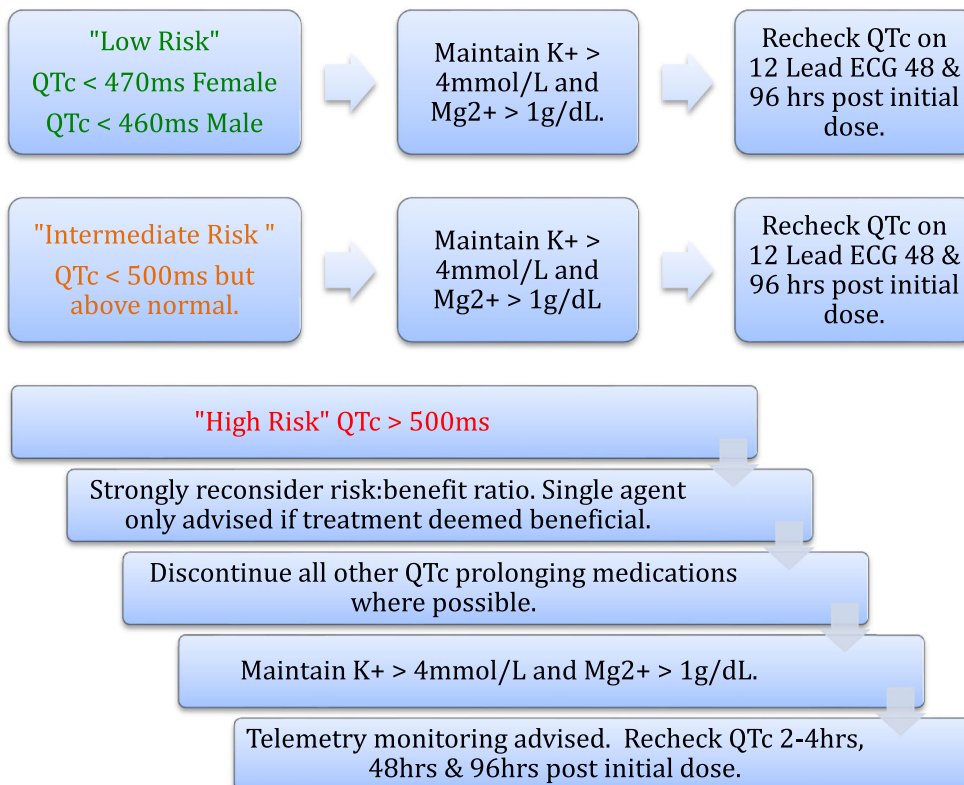 "Low Risk"
QTc < 470ms Female
QTc < 460ms Male
Maintain K+ >
4mmol/L and
Mg2+ > 1g/dL.
Recheck QTc on
12 Lead ECG 48 &
96 hrs post initial
dose.
"Intermediate Risk "
QTc < 500ms but
above normal.
Maintain K+ >
4mmol/L and
Mg2+ > 1g/dL
Recheck QTc on
12 Lead ECG 48 &
96 hrs post initial
dose.
"High Risk" QTc > 500ms
Strongly reconsider risk:benefit ratio. Single agent
only advised if treatment deemed beneficial.
Discontinue all other QTc prolonging medications
where possible.
Maintain K+ > 4mmol/L and Mg2+ > 1g/dL.
Telemetry monitoring advised.  Recheck QTc 2-4hrs,
48hrs & 96hrs post initial dose.